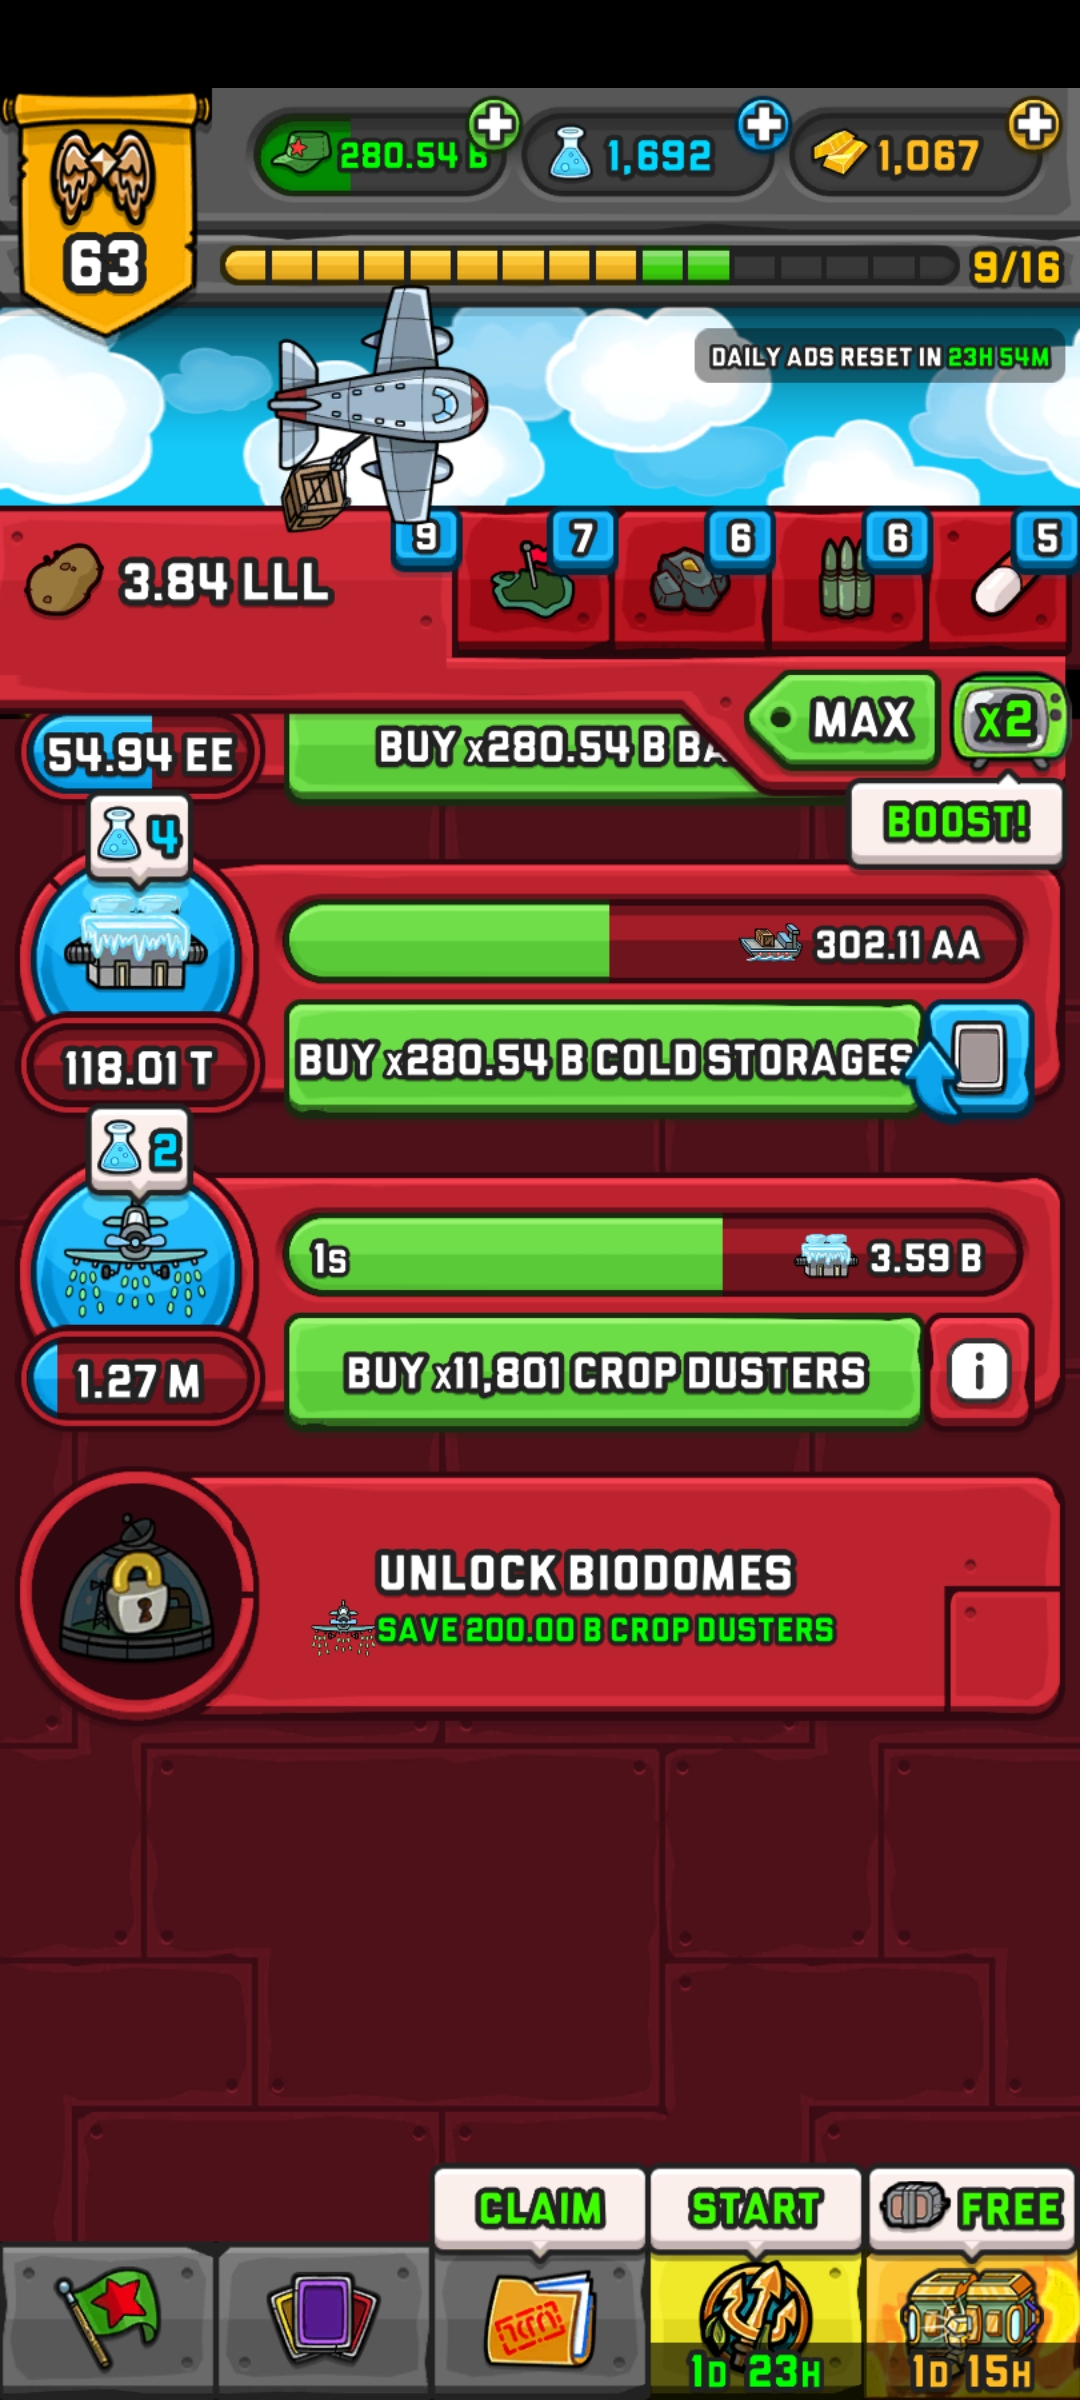 280.54 B
1,692
1,067
63
9/16
DAILY ADS RESET IN 23H 54M
3.84 LLL
9
7
6
6
5
MAX
x2
54.94 EE
BUY x280.54 B BA
BOOST!
4
302.11 AA
118.01 T
BUY x280.54 B COLD STORAGES
2
1s
3.59 B
1.27 M
BUY x11,801 CROP DUSTERS
i
UNLOCK BIODOMES
SAVE 200.00 B CROP DUSTERS
CLAIM
START
FREE
1D 23H
1D 15H